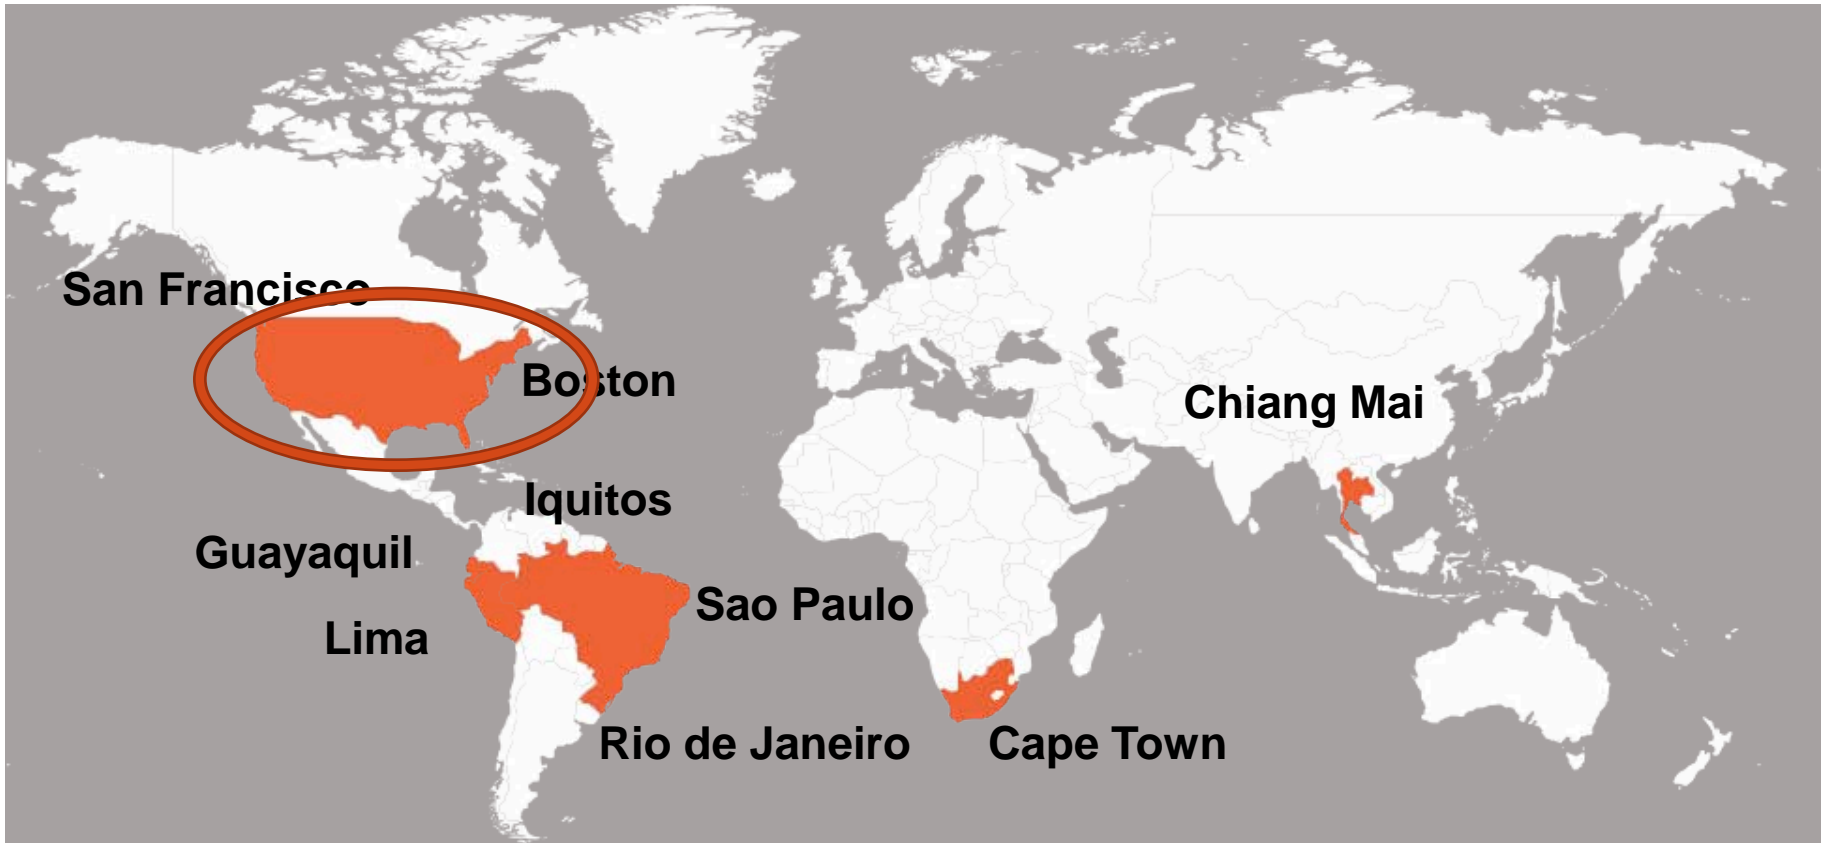 San Francisco
Boston
Chiang Mai
Iquitos
Guayaquil
Sao Paulo
Lima
Rio de Janeiro
Cape Town